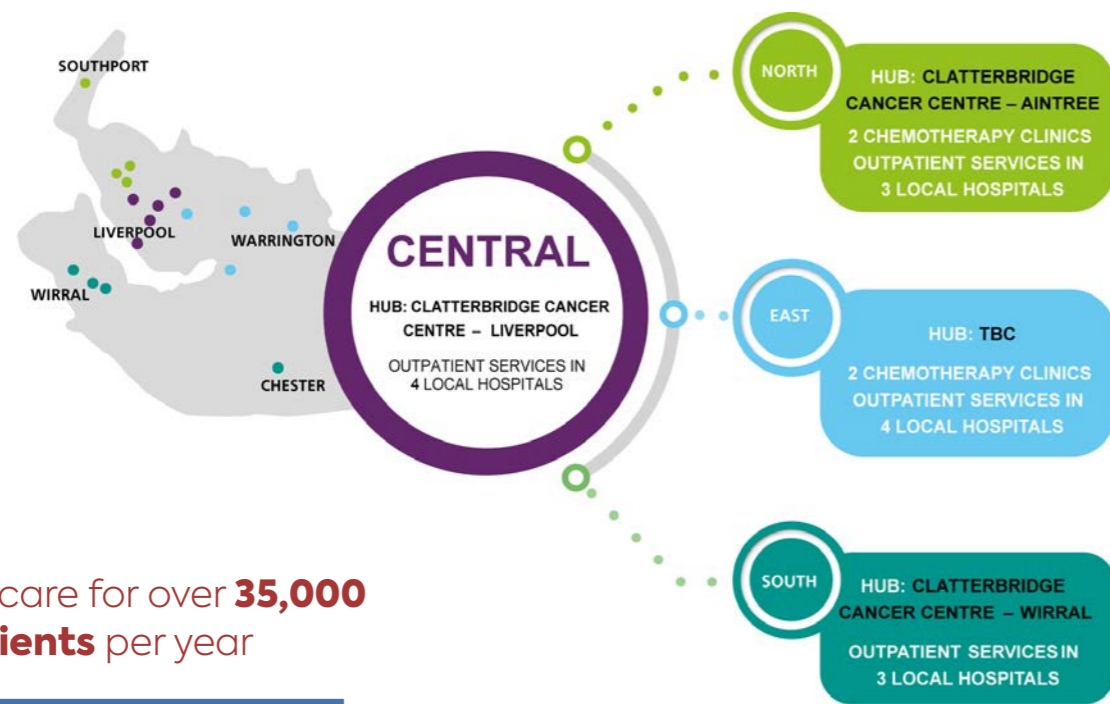 SOUTHPORT
LIVERPOOL
WARRINGTON
WIRRAL
CHESTER
CENTRAL
HUB: CLATTERBRIDGE CANCER
CENTRE – LIVERPOOL
OUTPATIENT SERVICES IN
4 LOCAL HOSPITALS
NORTH
HUB: CLATTERBRIDGE
CANCER CENTRE – AINTREE
2 CHEMOTHERAPY CLINICS
OUTPATIENT SERVICES IN
3 LOCAL HOSPITALS
EAST
HUB: TBC
2 CHEMOTHERAPY CLINICS
OUTPATIENT SERVICES IN
4 LOCAL HOSPITALS
SOUTH
HUB: CLATTERBRIDGE
CANCER CENTRE – WIRRAL
OUTPATIENT SERVICES IN
3 LOCAL HOSPITALS
care for over 35,000
ients per year